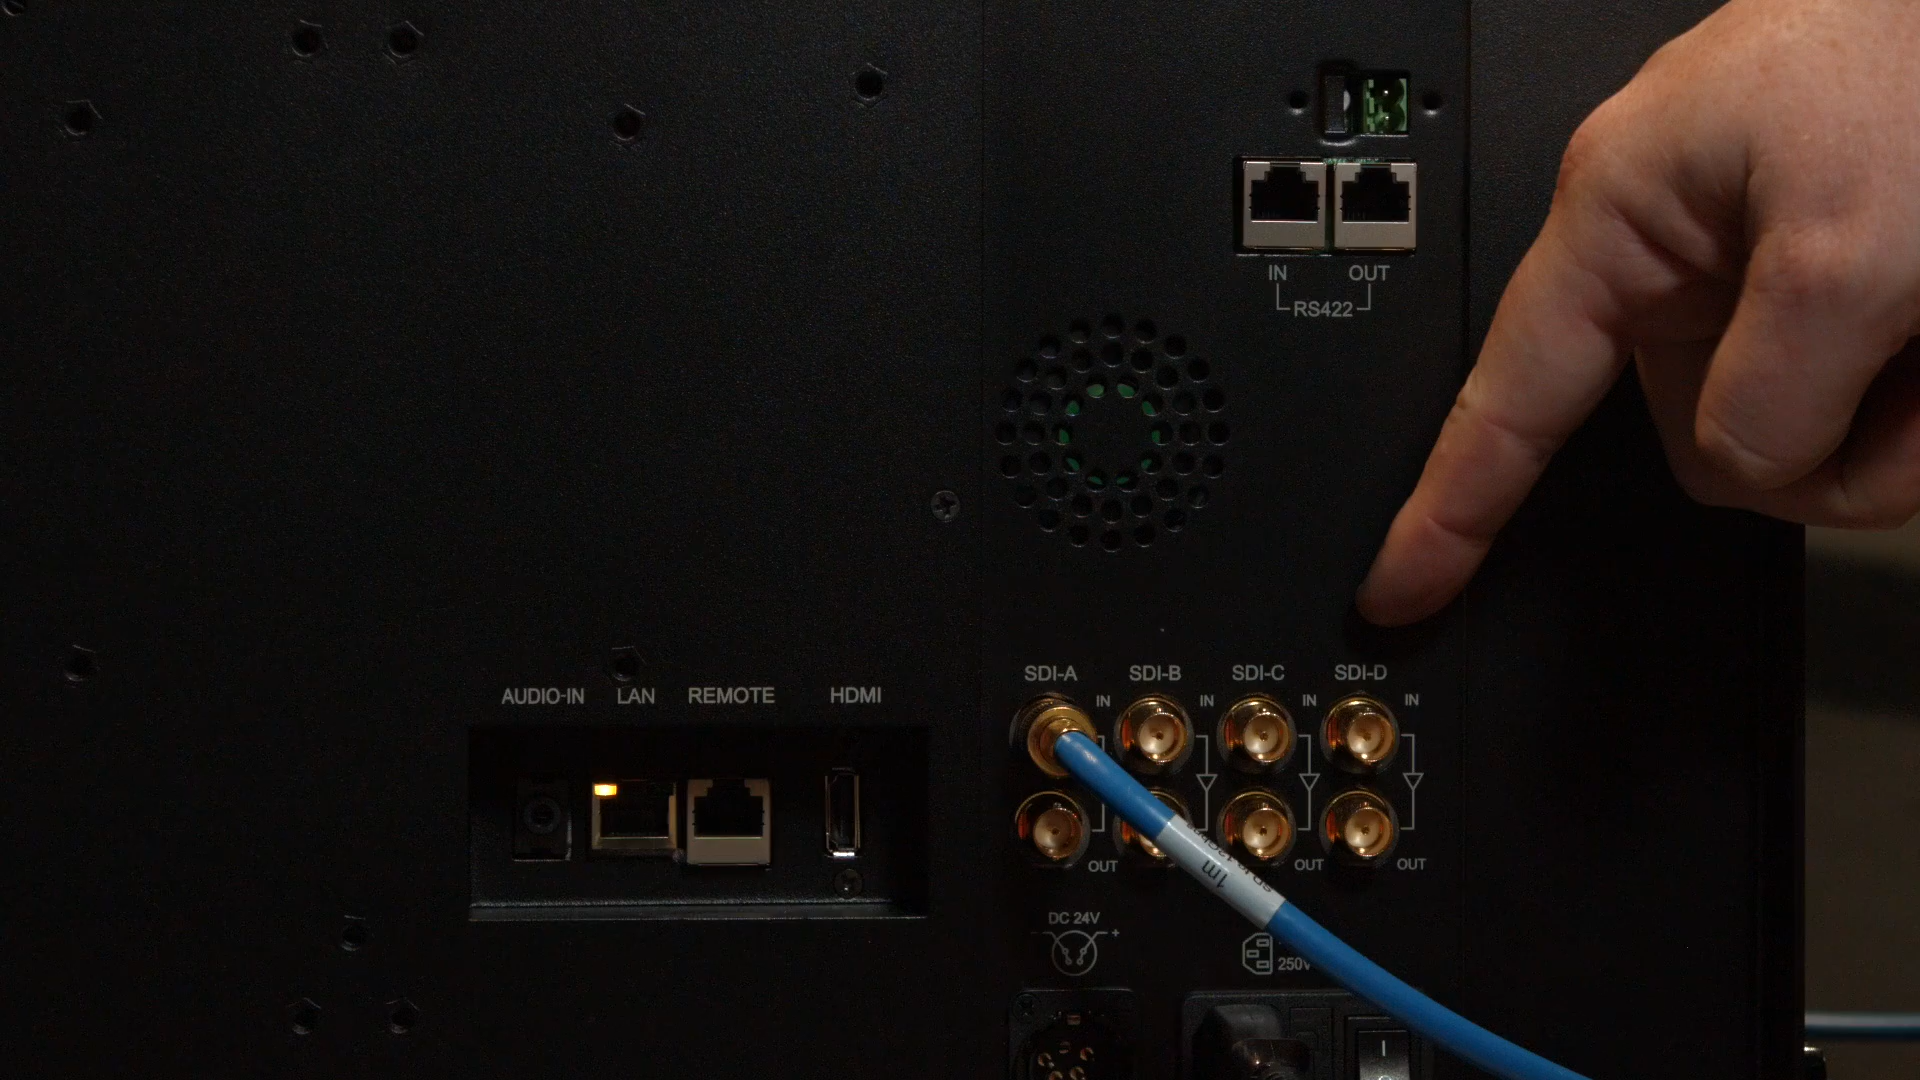 IN OUT
RS422
SDI-A SDI-B SDI-C SDI-D
AUDIO-IN LAN REMOTE HDMI
IN IN IN IN
OUT OUT OUT
1m
DC 24V
- +
250V